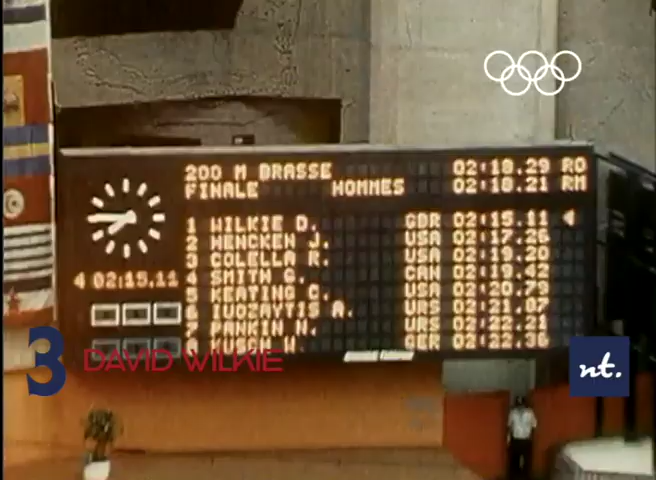 200 M BRASSE 02:18.29 RO
FINALE HOMMES 02:18.21 RM
1 WILKIE D. GBR 02:15.11
2 HENCKEN J. USA 02:17.26
3 COLELLA R. USA 02:19.20
4 SMITH G. CAN 02:19.42
5 KEATING C. USA 02:20.79
6 IUOZAYTIS A. URS 02:21.87
7 PANKIN N. URS 02:22.21
8 KUSCH W. GER 02:22.36
4 02:15.11
3 DAVID WILKIE
nt.